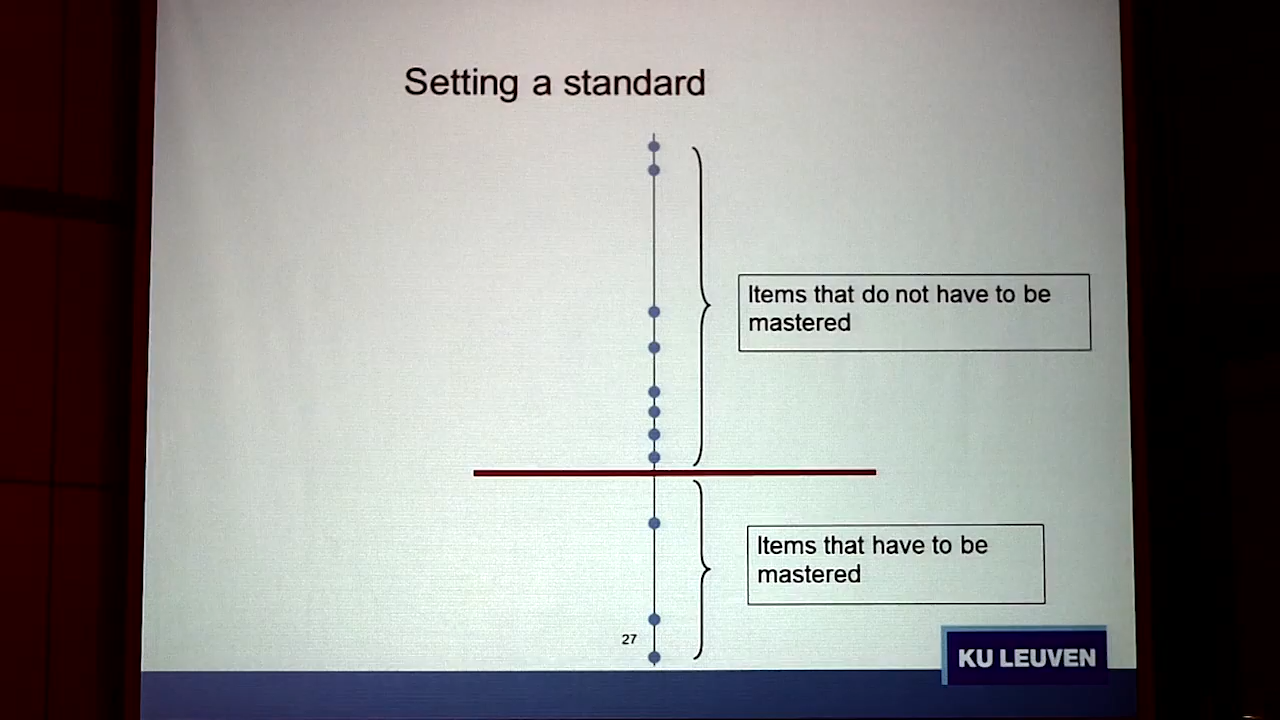 Setting a standard
Items that do not have to be
mastered
Items that have to be
mastered
27
KU LEUVEN